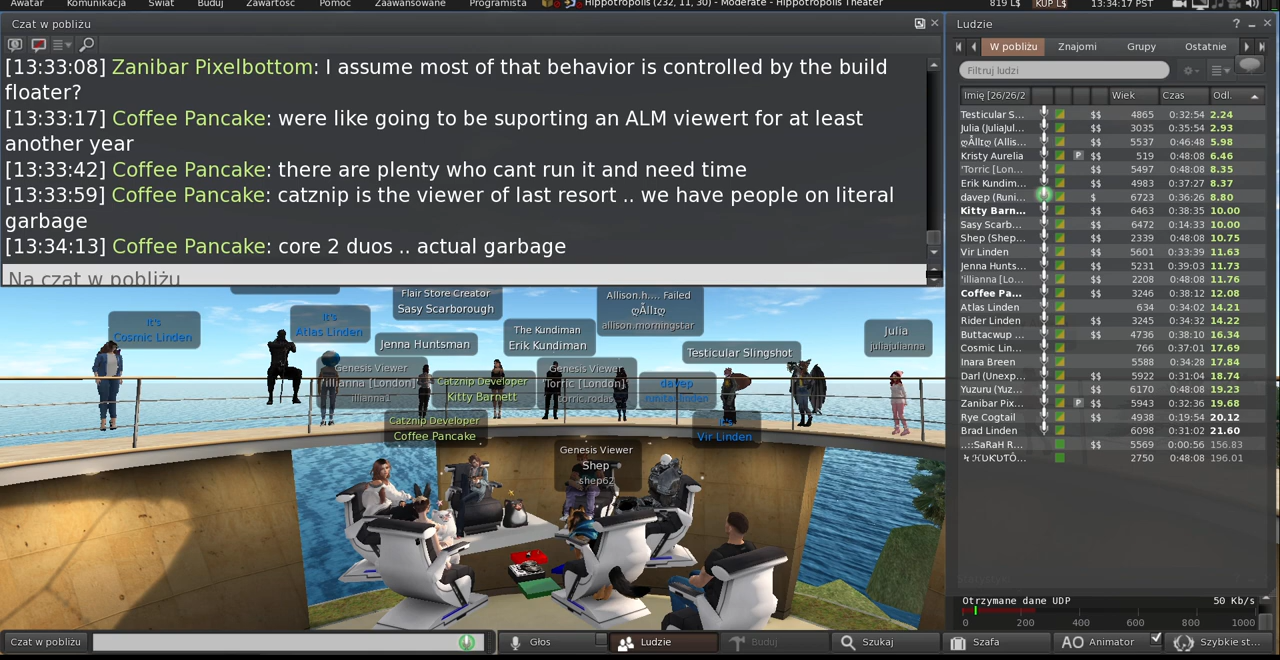 Awatar Komunikacja Świat Buduj Zawartość Pomoc Zaawansowane Programista Hippotropolis (232, 11, 30) - Moderate - Hippotropolis Theater 819 L$ KUP L$ 13:34:17 PST
Czat w pobliżu
[13:33:08] Zanibar Pixelbottom: I assume most of that behavior is controlled by the build
floater?
[13:33:17] Coffee Pancake: were like going to be suporting an ALM viewert for at least
another year
[13:33:42] Coffee Pancake: there are plenty who cant run it and need time
[13:33:59] Coffee Pancake: catznip is the viewer of last resort .. we have people on literal
garbage
[13:34:13] Coffee Pancake: core 2 duos .. actual garbage
Na czat w pobliżu
It's
Cosmic Linden
It's
Atlas Linden
Flair Store Creator
Sasy Scarborough
Jenna Huntsman
The Kundiman
Erik Kundiman
Allison.h.... Failed
ღÅllɪღ
allison.morningstar
Testicular Slingshot
Julia
juliajulianna
Genesis Viewer
'illianna [London]
illianna1
Catznip Developer
Kitty Barnett
Genesis Viewer
'Torric [London]
torric.rodas
davep
runitai.linden
Catznip Developer
Coffee Pancake
It's
Vir Linden
Genesis Viewer
Shep
shep62
Ludzie
W pobliżu Znajomi Grupy Ostatnie
Filtruj ludzi
Imię [26/26/2 Wiek Czas Odl.
Testicular S... $$ 4865 0:32:54 2.24
Julia (JuliaJul... $$ 3035 0:35:54 2.93
ღÅllɪღ (Allis... $$ 5537 0:46:48 5.98
Kristy Aurelia P $$ 519 0:48:08 6.46
'Torric [Lon... $$ 5497 0:48:08 8.35
Erik Kundim... $$ 4983 0:37:27 8.37
davep (Runi... $ 6723 0:36:26 8.80
Kitty Barn... $$ 6463 0:38:35 10.00
Sasy Scarb... $$ 6472 0:14:33 10.00
Shep (Shep... $$ 2339 0:48:08 10.75
Vir Linden $$ 5601 0:33:39 11.63
Jenna Hunts... $$ 5231 0:39:03 11.73
'illianna [Lo... $$ 2208 0:48:08 11.76
Coffee Pa... $$ 3246 0:38:12 12.08
Atlas Linden 634 0:34:02 14.21
Rider Linden $$ 3245 0:34:32 14.22
Buttacwup ... $$ 4736 0:38:10 16.34
Cosmic Lin... 766 0:37:01 17.69
Inara Breen 5588 0:34:28 17.84
Darl (Unexp... $$ 5922 0:31:04 18.74
Yuzuru (Yuz... $$ 6170 0:48:08 19.23
Zanibar Pix... P $$ 5943 0:32:36 19.68
Rye Cogtail $$ 4938 0:19:54 20.12
Brad Linden 6098 0:31:02 21.60
..::SaRaH R... $$ 5569 0:00:56 156.83
2750 0:48:08 196.01
Otrzymane dane UDP 50 Kb/s
0 200 400 600 800 1000
Czat w pobliżu Głos Ludzie Buduj Szukaj Szafa AO Animator Szybkie st...